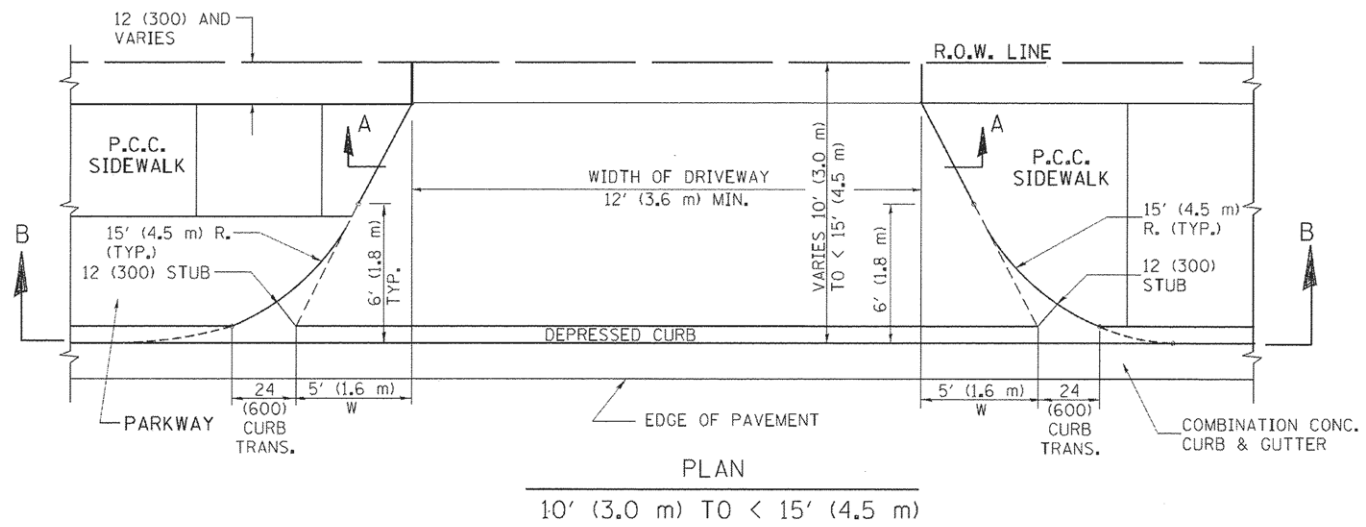 12 (300) AND
VARIES
R.O.W. LINE
A
A
P.C.C.
SIDEWALK
P.C.C.
SIDEWALK
WIDTH OF DRIVEWAY
12' (3.6 m) MIN.
VARIES 10' (3.0 m)
TO < 15' (4.5 m)
B
B
15' (4.5 m) R.
(TYP.)
12 (300) STUB
6' (1.8 m)
TYP.
6' (1.8 m)
15' (4.5 m)
R. (TYP.)
12 (300)
STUB
DEPRESSED CURB
PARKWAY
24
(600)
CURB
TRANS.
5' (1.6 m)
W
EDGE OF PAVEMENT
5' (1.6 m)
W
24
(600)
CURB
TRANS.
COMBINATION CONC.
CURB & GUTTER
PLAN
10' (3.0 m) TO < 15' (4.5 m)